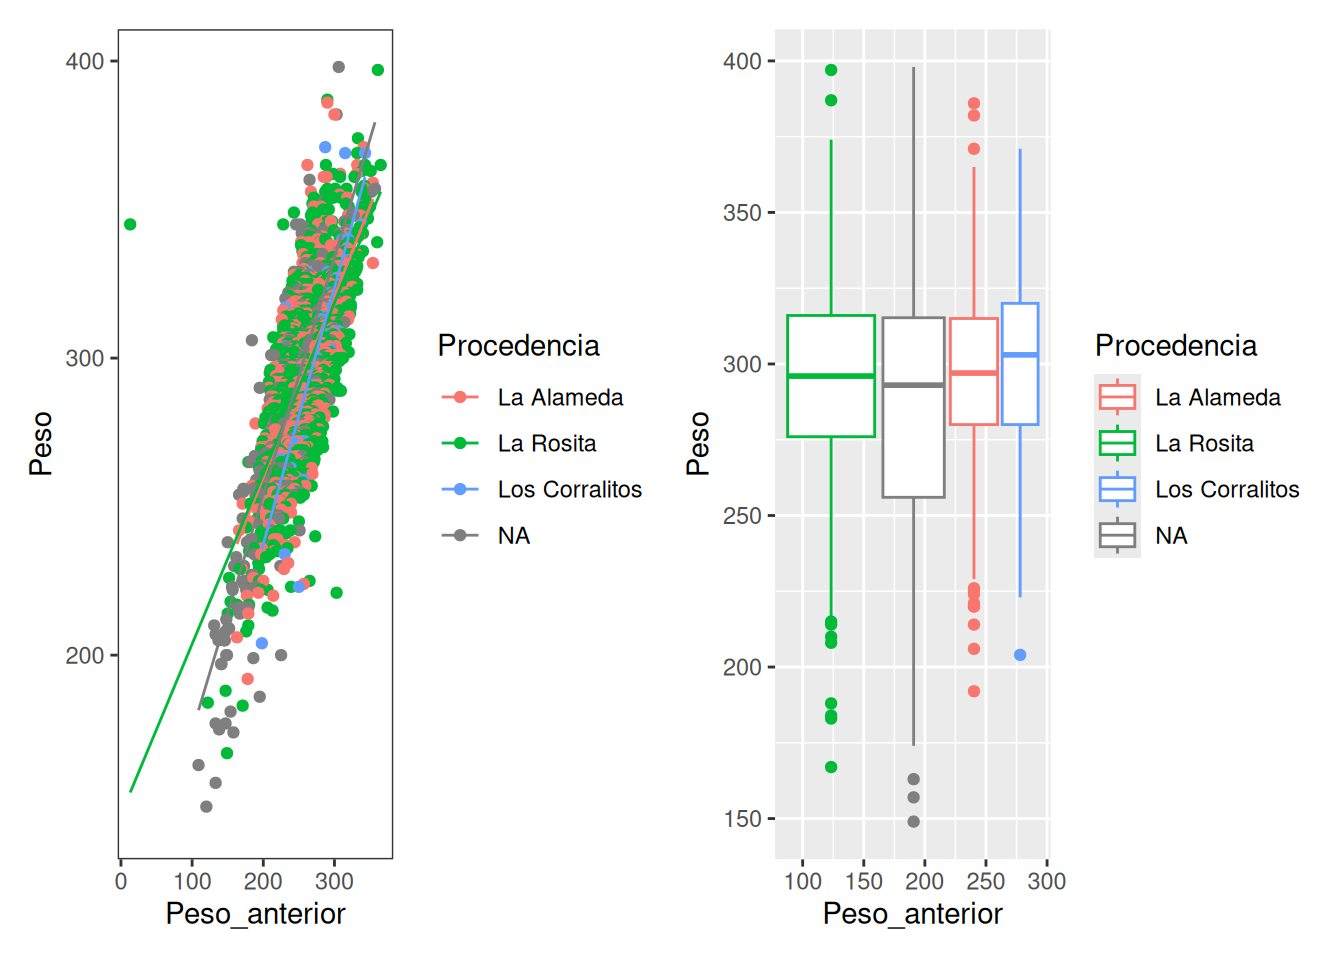 400
300
200
Peso
0 100 200 300
Peso_anterior
Procedencia
La Alameda
La Rosita
Los Corralitos
NA
400
350
300
250
200
150
Peso
100 150 200 250 300
Peso_anterior
Procedencia
La Alameda
La Rosita
Los Corralitos
NA